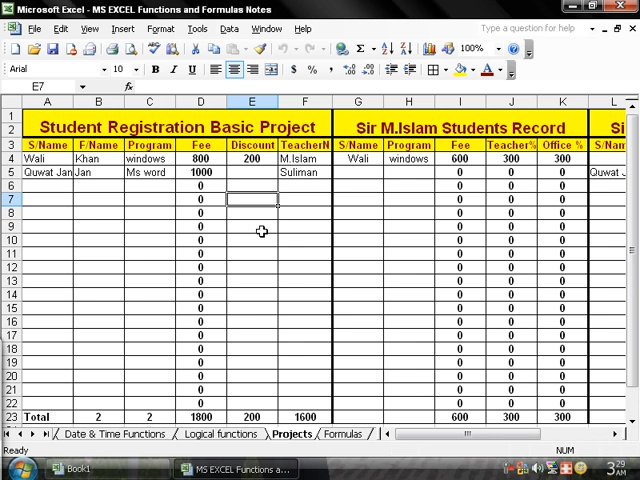 Microsoft Excel - MS EXCEL Functions and Formulas Notes
File Edit View Insert Format Tools Data Window Help
Type a question for help
100%
Arial 10 B I U
E7 fx
A B C D E F G H I J K L
1
2 Student Registration Basic Project Sir M.Islam Students Record
3 S/Name F/Name Program Fee Discount TeacherN S/Name Program Fee Teacher% Office % S/Name
4 Wali Khan windows 800 200 M.Islam Wali windows 600 300 300
5 Quwat Jan Jan Ms word 1000 Suliman 0 0 0 Quwat J
6 0 0 0 0
7 0 0 0 0
8 0 0 0 0
9 0 0 0 0
10 0 0 0 0
11 0 0 0 0
12 0 0 0 0
13 0 0 0 0
14 0 0 0 0
15 0 0 0 0
16 0 0 0 0
17 0 0 0 0
18 0 0 0 0
19 0 0 0 0
20 0 0 0 0
21 0 0 0 0
22 0 0 0 0
23 Total 2 2 1800 200 1600 600 300 300
Date & Time Functions Logical functions Projects Formulas
Ready NUM
Book1 MS EXCEL Functions a... 3:29 AM